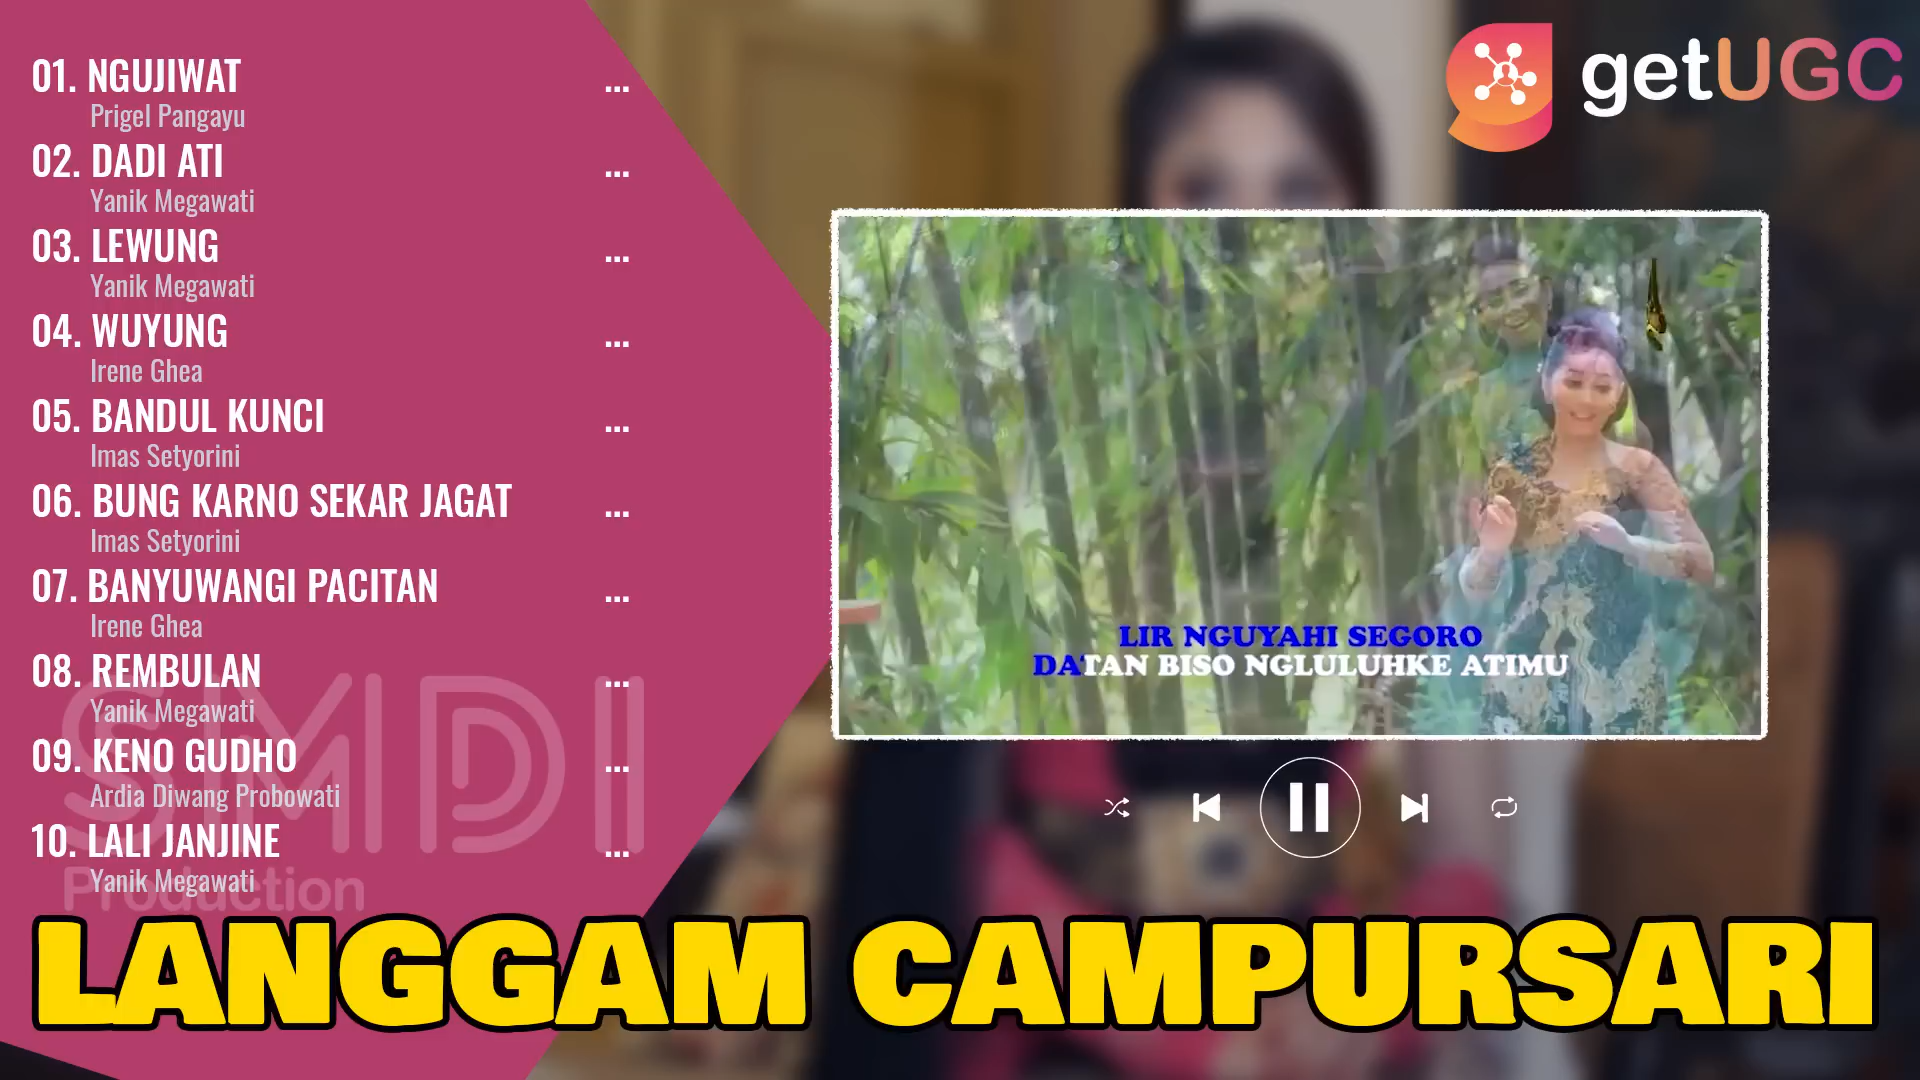 01. NGUJIWAT ...
Prigel Pangayu
02. DADI ATI ...
Yanik Megawati
03. LEWUNG ...
Yanik Megawati
04. WUYUNG ...
Irene Ghea
05. BANDUL KUNCI ...
Imas Setyorini
06. BUNG KARNO SEKAR JAGAT ...
Imas Setyorini
07. BANYUWANGI PACITAN ...
Irene Ghea
08. REMBULAN ...
Yanik Megawati
09. KENO GUDHO ...
Ardia Diwang Probowati
10. LALI JANJINE ...
Yanik Megawati
SMDI
Production
getUGC
LIR NGUYAHI SEGORO
DATAN BISO NGLULUHKE ATIMU
LANGGAM CAMPURSARI